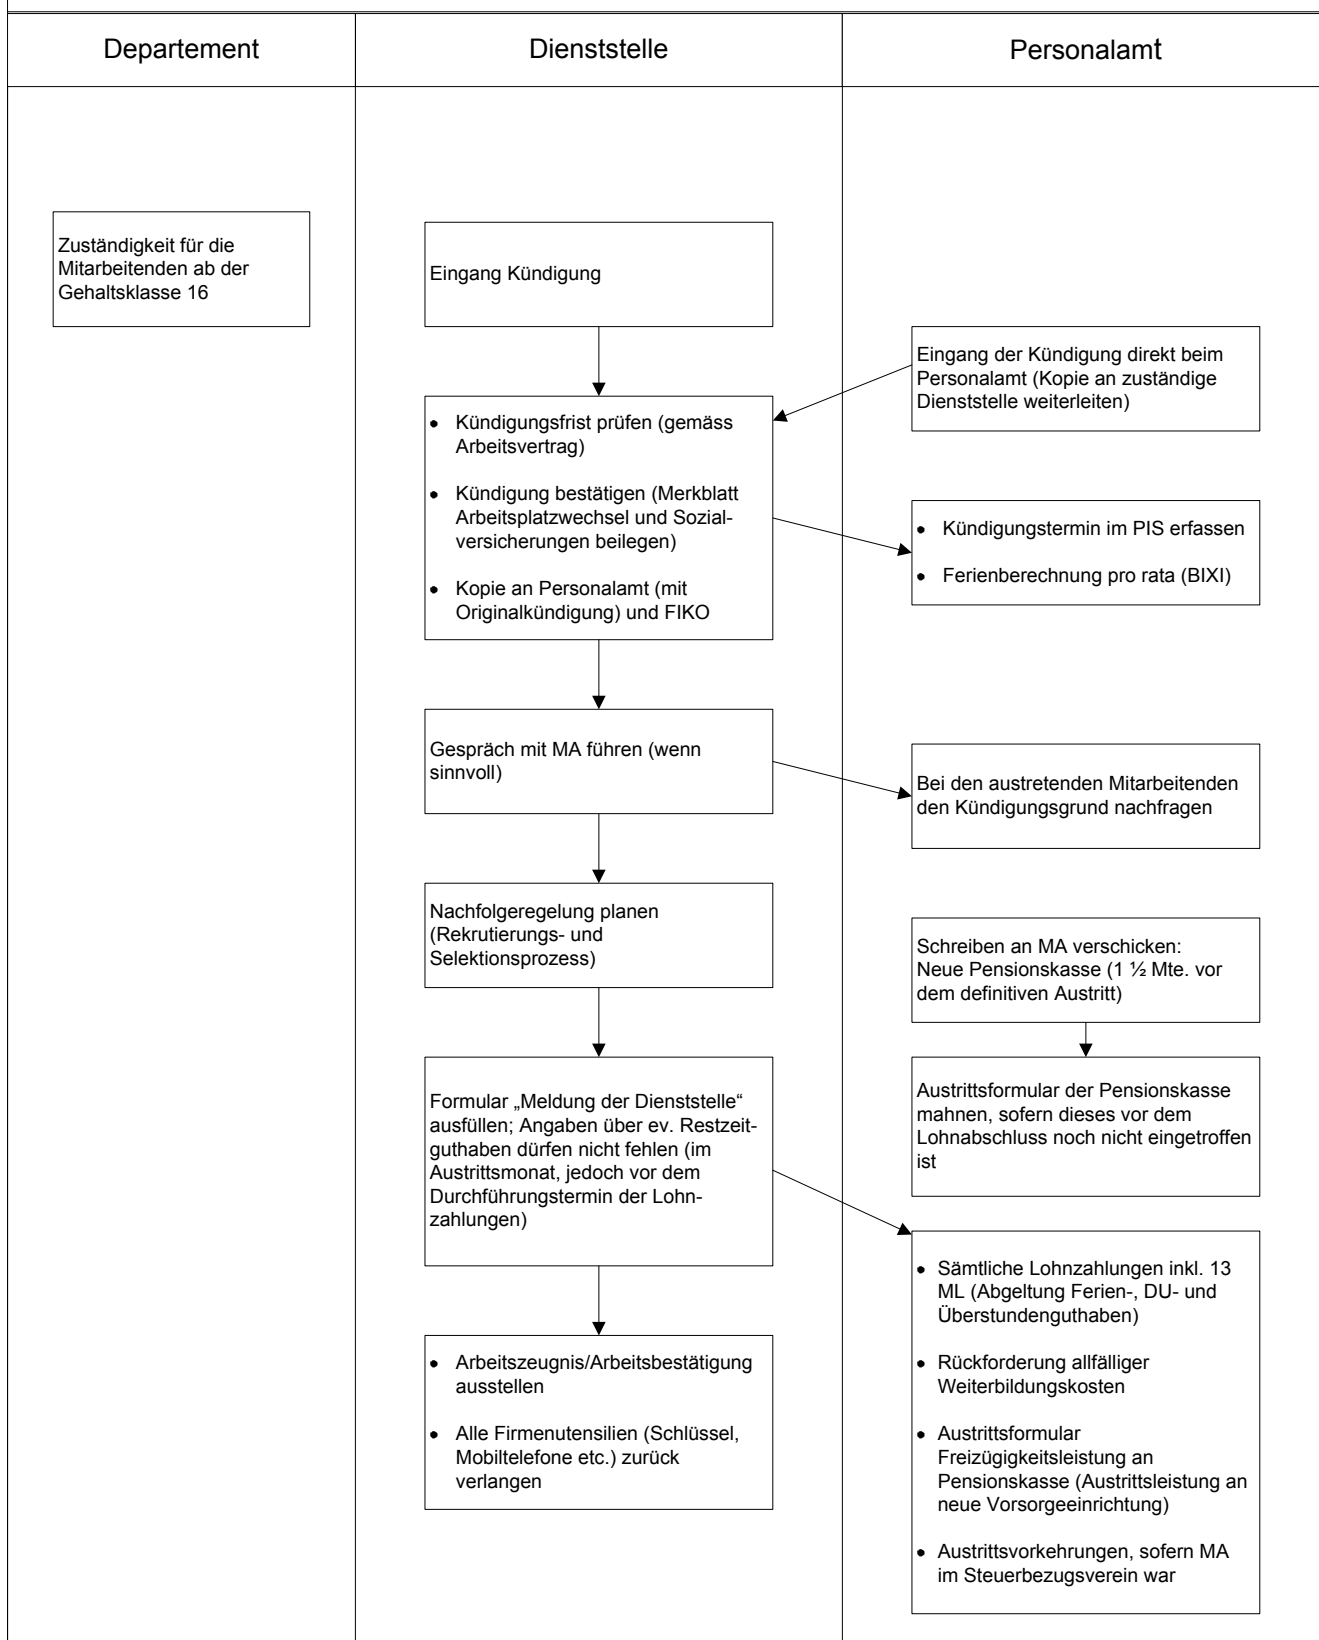 Departement
Dienststelle
Personalamt
Zuständigkeit für die
Mitarbeitenden ab der
Gehaltsklasse 16
Eingang Kündigung
Eingang der Kündigung direkt beim
Personalamt (Kopie an zuständige
Dienststelle weiterleiten)
• Kündigungsfrist prüfen (gemäss
Arbeitsvertrag)
• Kündigung bestätigen (Merkblatt
Arbeitsplatzwechsel und Sozial-
versicherungen beilegen)
• Kopie an Personalamt (mit
Originalkündigung) und FIKO
• Kündigungstermin im PIS erfassen
• Ferienberechnung pro rata (BIXI)
Gespräch mit MA führen (wenn
sinnvoll)
Bei den austretenden Mitarbeitenden
den Kündigungsgrund nachfragen
Nachfolgeregelung planen
(Rekrutierungs- und
Selektionsprozess)
Schreiben an MA verschicken:
Neue Pensionskasse (1 ½ Mte. vor
dem definitiven Austritt)
Formular „Meldung der Dienststelle“
ausfüllen; Angaben über ev. Restzeit-
guthaben dürfen nicht fehlen (im
Austrittsmonat, jedoch vor dem
Durchführungstermin der Lohn-
zahlungen)
Austrittsformular der Pensionskasse
mahnen, sofern dieses vor dem
Lohnabschluss noch nicht eingetroffen
ist
• Arbeitszeugnis/Arbeitsbestätigung
ausstellen
• Alle Firmenutensilien (Schlüssel,
Mobiltelefone etc.) zurück
verlangen
• Sämtliche Lohnzahlungen inkl. 13
ML (Abgeltung Ferien-, DU- und
Überstundenguthaben)
• Rückforderung allfälliger
Weiterbildungskosten
• Austrittsformular
Freizügigkeitsleistung an
Pensionskasse (Austrittsleistung an
neue Vorsorgeeinrichtung)
• Austrittsvorkehrungen, sofern MA
im Steuerbezugsverein war